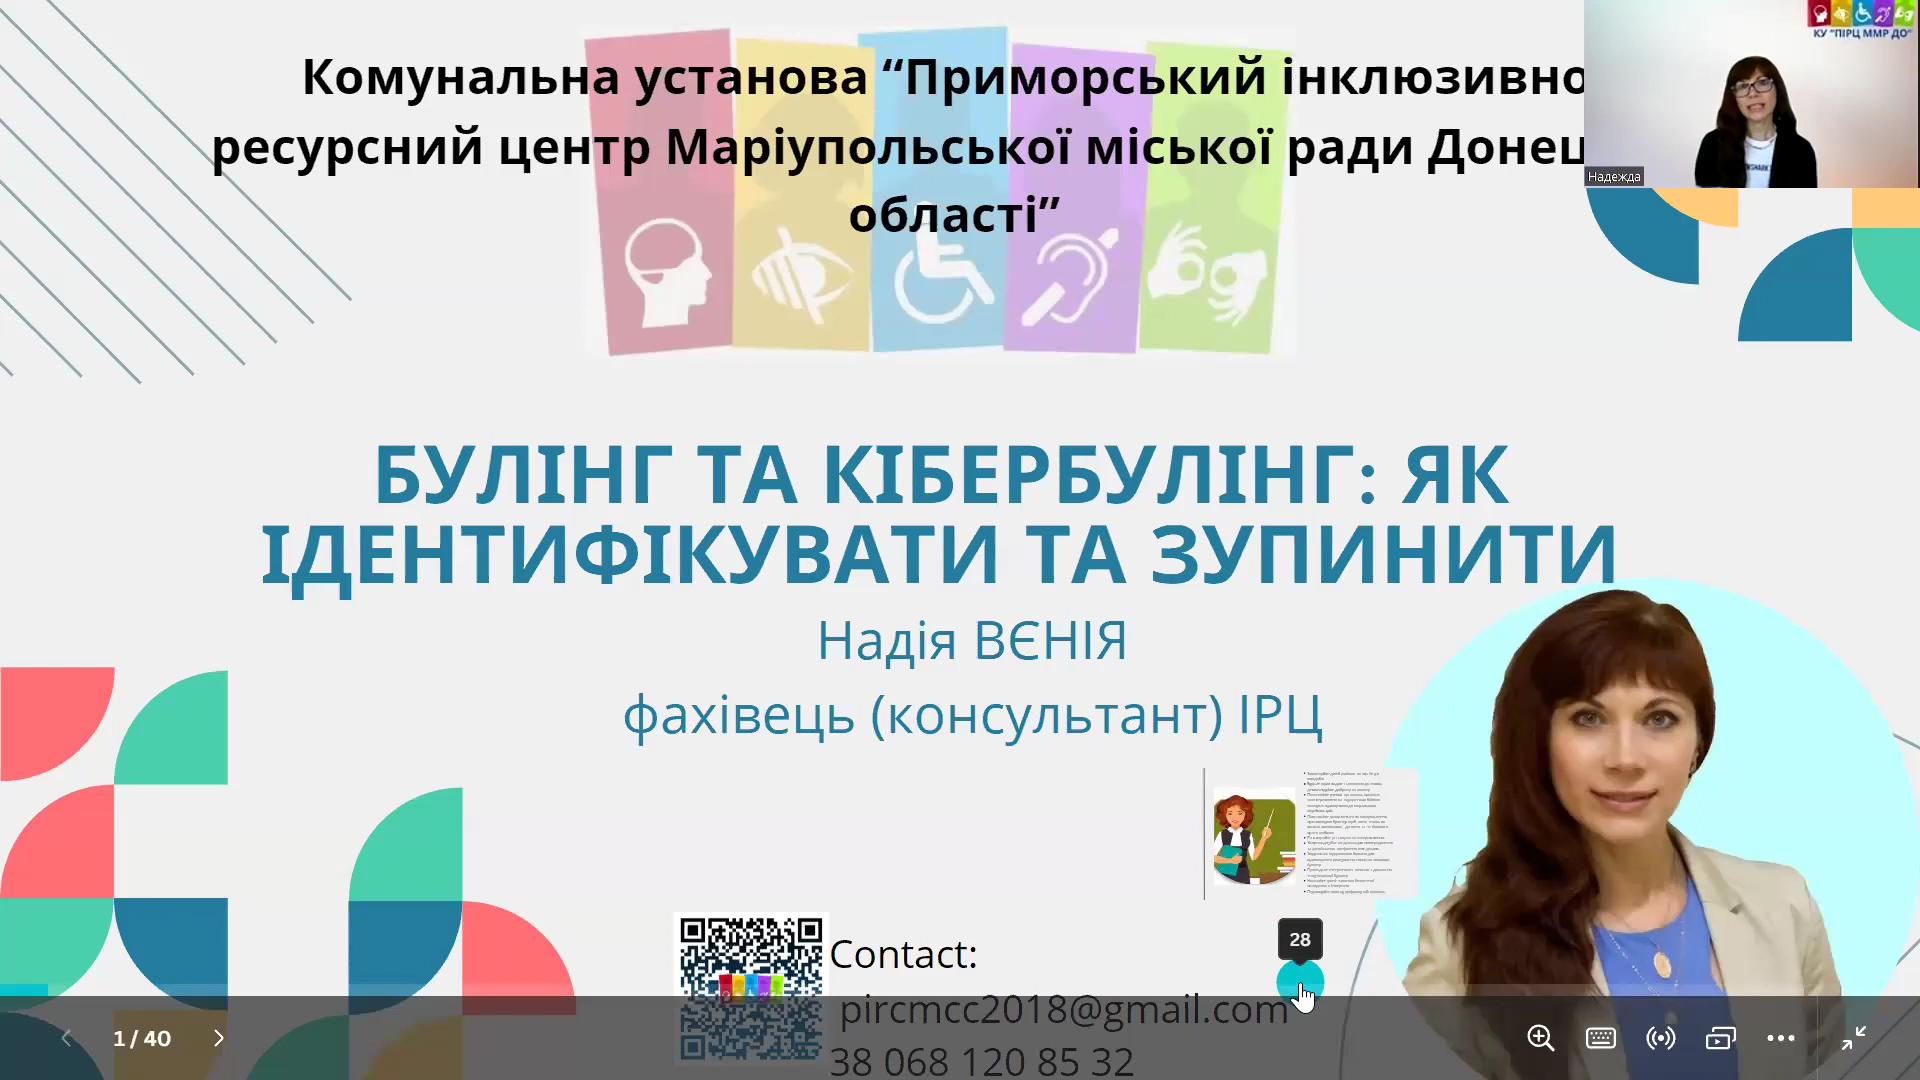 Комунальна установа “Приморський інклюзивно
ресурсний центр Маріупольської міської ради Донец
області”
КУ "ПІРЦ ММР ДО"
Надежда
БУЛІНГ ТА КІБЕРБУЛІНГ: ЯК
ІДЕНТИФІКУВАТИ ТА ЗУПИНИТИ
Надія ВЄНІЯ
фахівець (консультант) ІРЦ
28
Contact:
pircmcc2018@gmail.com
38 068 120 85 32
1 / 40